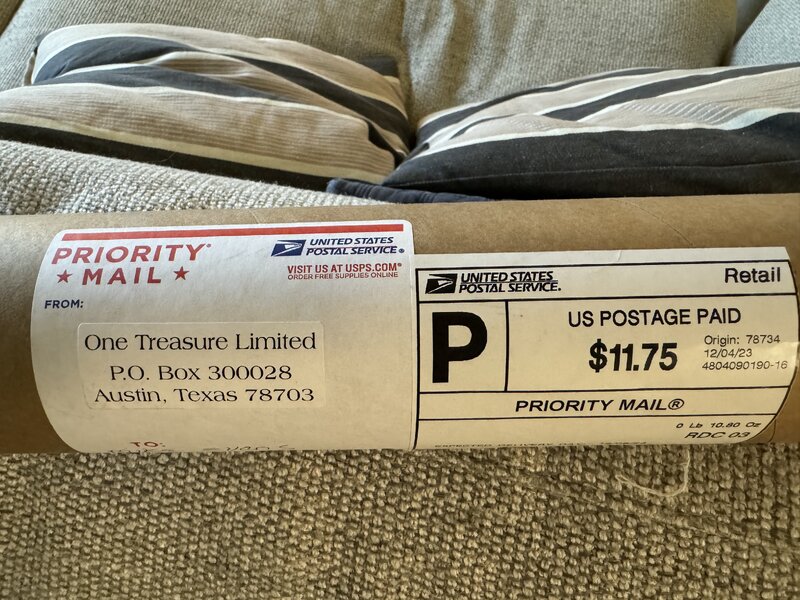 PRIORITY®
★ MAIL ★
UNITED STATES
POSTAL SERVICE®
VISIT US AT USPS.COM®
ORDER FREE SUPPLIES ONLINE
FROM:
One Treasure Limited
P.O. Box 300028
Austin, Texas 78703
TO:
UNITED STATES
POSTAL SERVICE®
Retail
P
US POSTAGE PAID
$11.75
Origin: 78734
12/04/23
4804090190-16
PRIORITY MAIL®
0 Lb 10.80 Oz
RDC 03